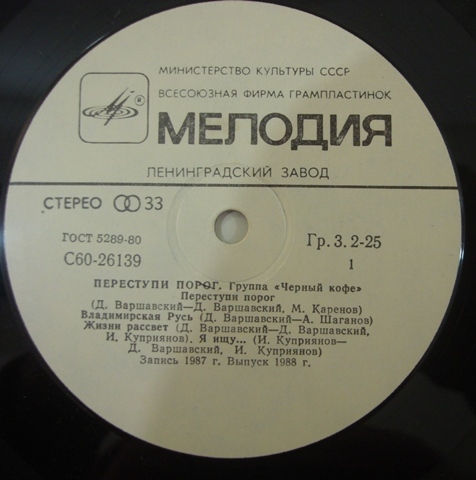 МИНИСТЕРСТВО КУЛЬТУРЫ СССР
ВСЕСОЮЗНАЯ ФИРМА ГРАМПЛАСТИНОК
МЕЛОДИЯ
ЛЕНИНГРАДСКИЙ ЗАВОД
СТЕРЕО 33
ГОСТ 5289-80 Гр. 3. 2-25
С60-26139 1
ПЕРЕСТУПИ ПОРОГ. Группа «Черный кофе»
Переступи порог
(Д. Варшавский—Д. Варшавский, М. Каренов)
Владимирская Русь (Д. Варшавский—А. Шаганов)
Жизни рассвет (Д. Варшавский—Д. Варшавский,
И. Куприянов), Я ищу... (И. Куприянов—
Д. Варшавский, И. Куприянов)
Запись 1987 г. Выпуск 1988 г.